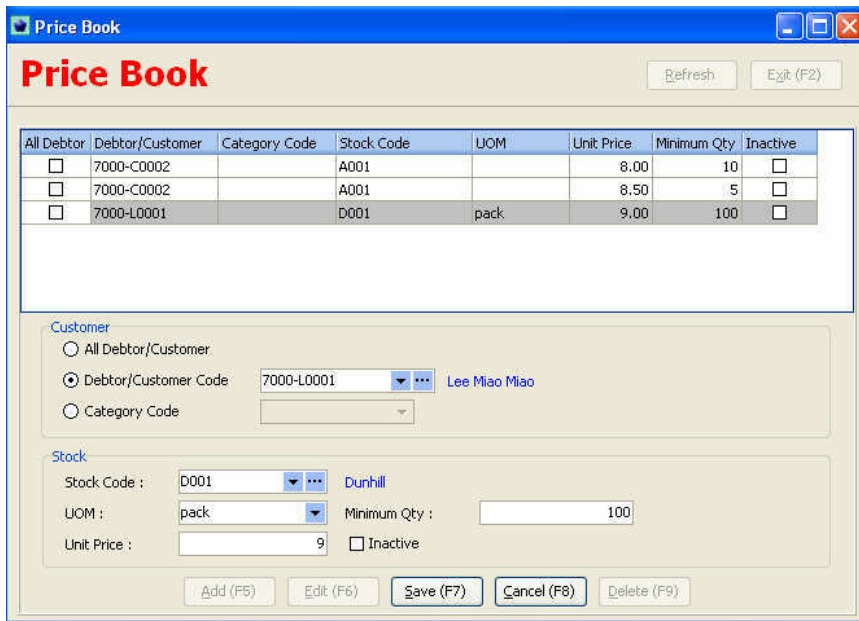 Price Book
Price Book
Refresh Exit (F2)
All Debtor Debtor/Customer Category Code Stock Code UOM Unit Price Minimum Qty Inactive
7000-C0002 A001 8.00 10
7000-C0002 A001 8.50 5
7000-L0001 D001 pack 9.00 100
Customer
All Debtor/Customer
Debtor/Customer Code 7000-L0001 Lee Miao Miao
Category Code
Stock
Stock Code : D001 Dunhill
UOM : pack Minimum Qty : 100
Unit Price : 9 Inactive
Add (F5) Edit (F6) Save (F7) Cancel (F8) Delete (F9)